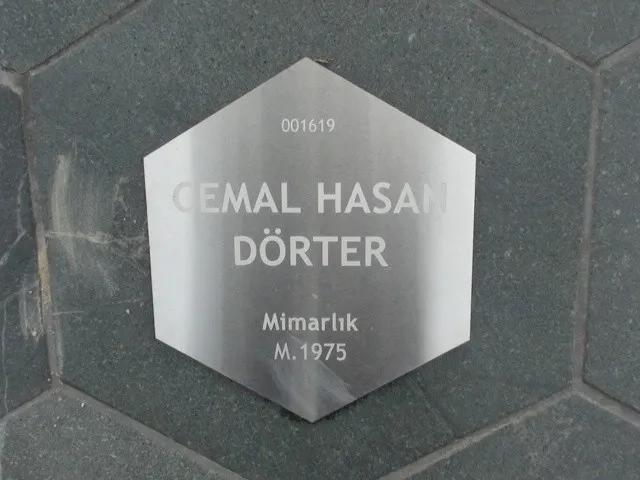 001619
CEMAL HASAN
DÖRTER
Mimarlık
M.1975